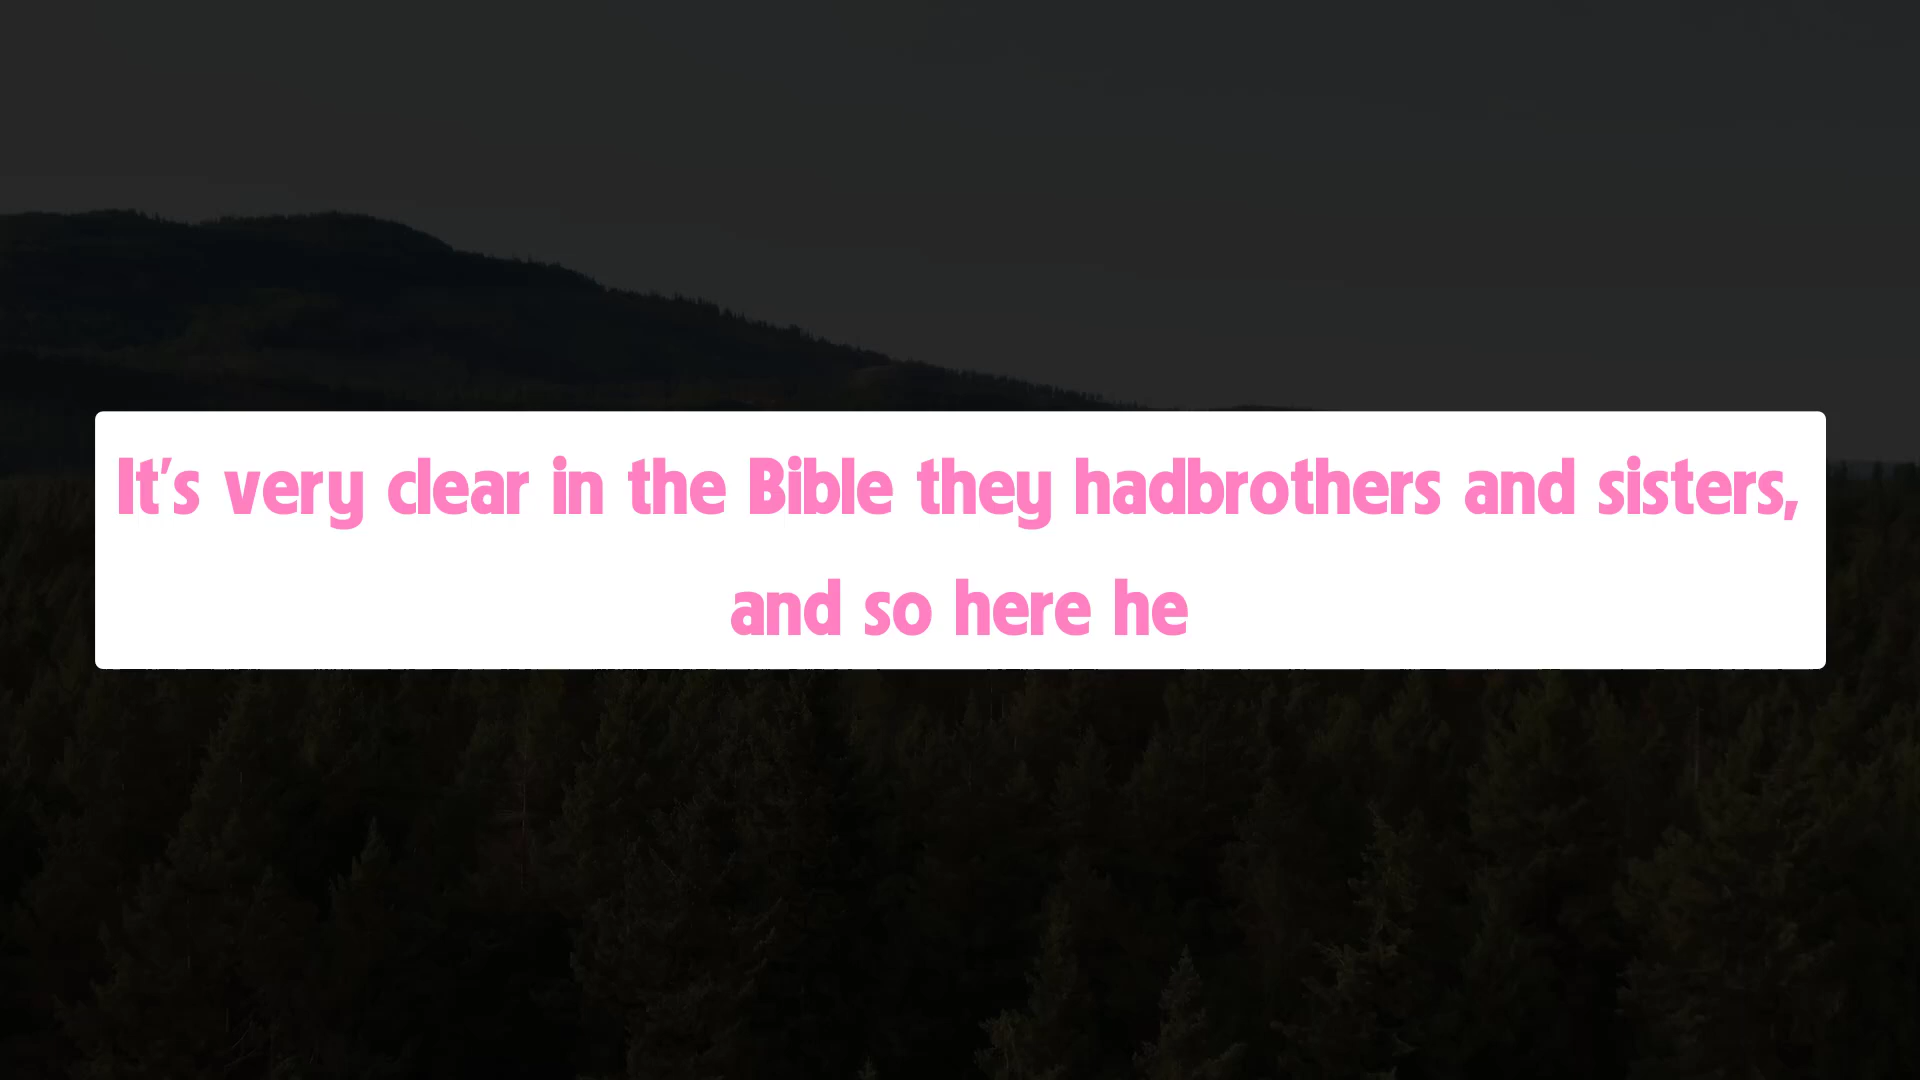 It's very clear in the Bible they hadbrothers and sisters,
and so here he